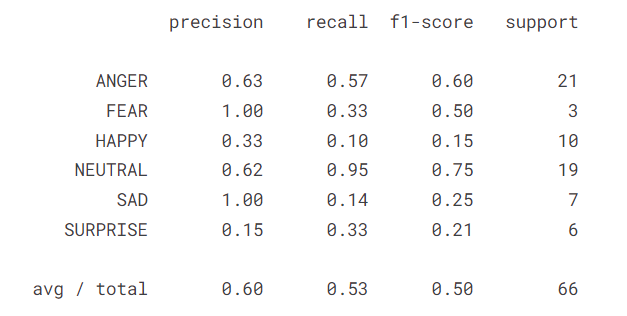 precision recall f1-score support
ANGER 0.63 0.57 0.60 21
FEAR 1.00 0.33 0.50 3
HAPPY 0.33 0.10 0.15 10
NEUTRAL 0.62 0.95 0.75 19
SAD 1.00 0.14 0.25 7
SURPRISE 0.15 0.33 0.21 6
avg / total 0.60 0.53 0.50 66